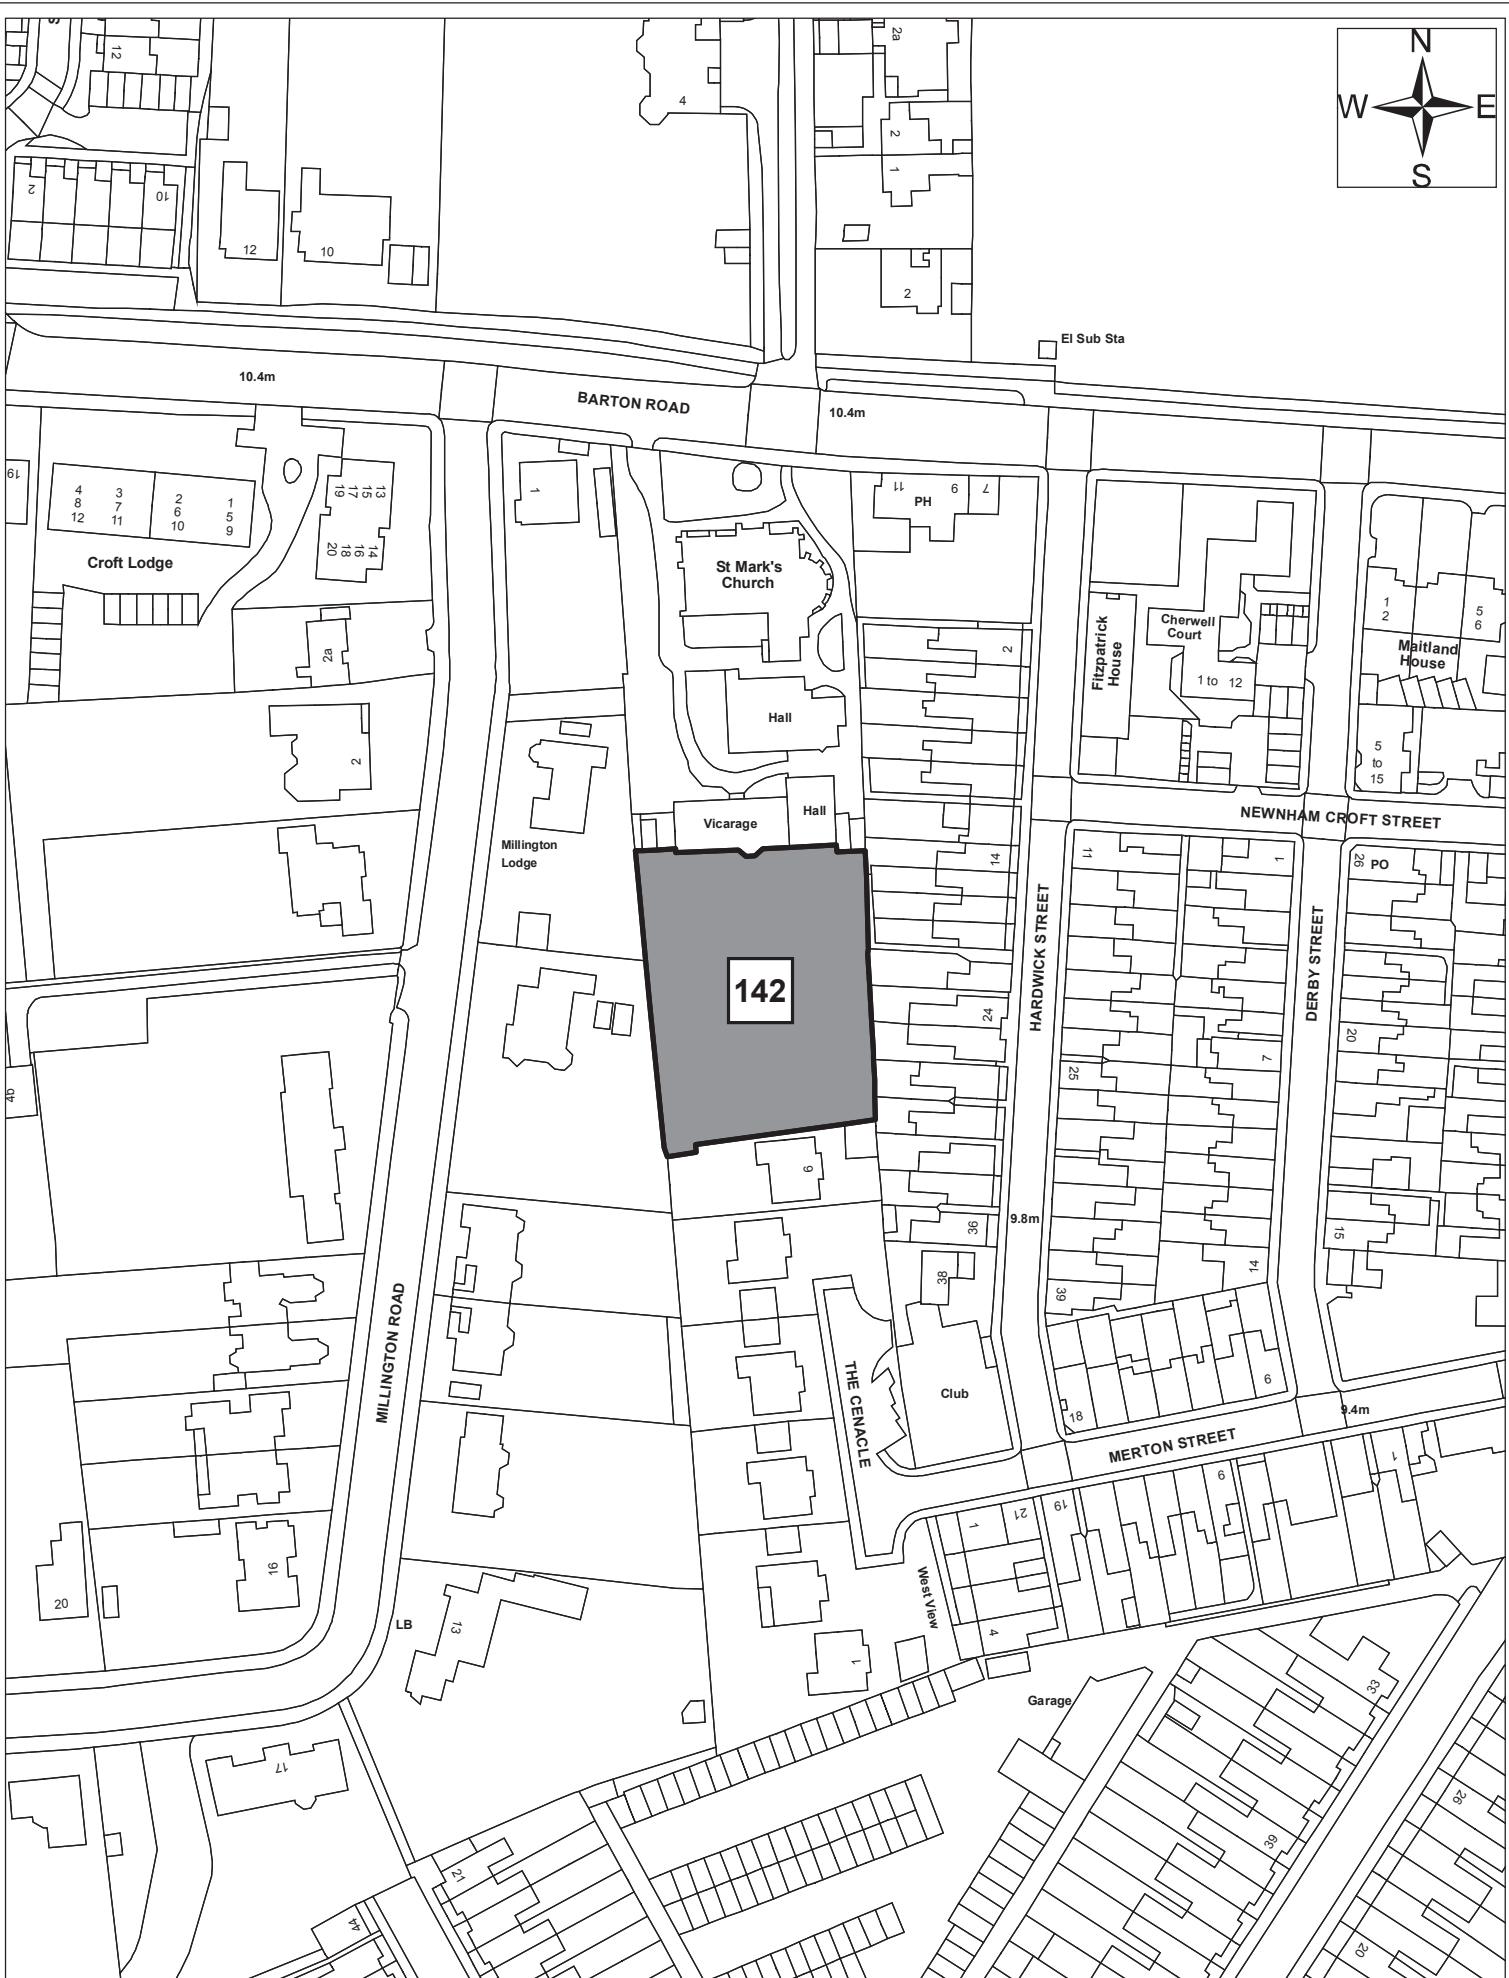 N
W E
S
12
4
2a
2
1
2
10
12
10
2
El Sub Sta
10.4m
BARTON ROAD
10.4m
19
4 3 2 1
8 7 6 5
12 11 10 9
Croft Lodge
19 17 15 13
20 18 16 14
1
11 9 7
PH
St Mark's
Church
2a
2
Fitzpatrick
House
Cherwell
Court
1 to 12
1
2
5
6
Maitland
House
Hall
2
5
to
15
Hall
Vicarage
NEWNHAM CROFT STREET
Millington
Lodge
14
11
1
26
PO
HARDWICK STREET
DERBY STREET
142
24
20
7
25
4b
9
36
9.8m
15
14
38
39
MILLINGTON ROAD
THE CENACLE
Club
6
18
9.4m
MERTON STREET
1
9
19
21
1
16
20
LB
13
West View
4
1
Garage
33
17
26
39
21
44
20